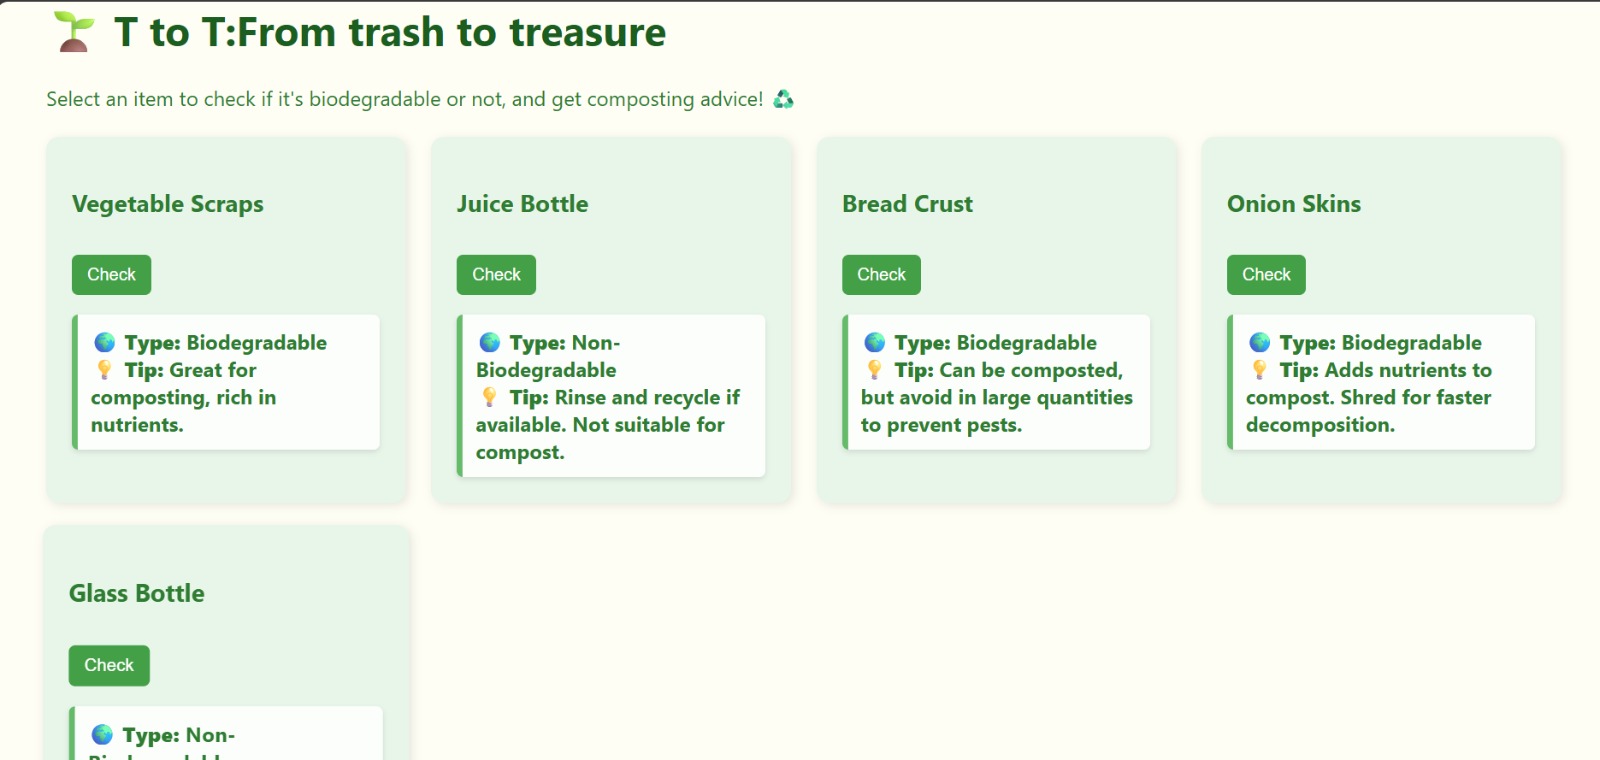 T to T:From trash to treasure
Select an item to check if it's biodegradable or not, and get composting advice!
Vegetable Scraps
Check
Type: Biodegradable
Tip: Great for
composting, rich in
nutrients.
Juice Bottle
Check
Type: Non-
Biodegradable
Tip: Rinse and recycle if
available. Not suitable for
compost.
Bread Crust
Check
Type: Biodegradable
Tip: Can be composted,
but avoid in large quantities
to prevent pests.
Onion Skins
Check
Type: Biodegradable
Tip: Adds nutrients to
compost. Shred for faster
decomposition.
Glass Bottle
Check
Type: Non-